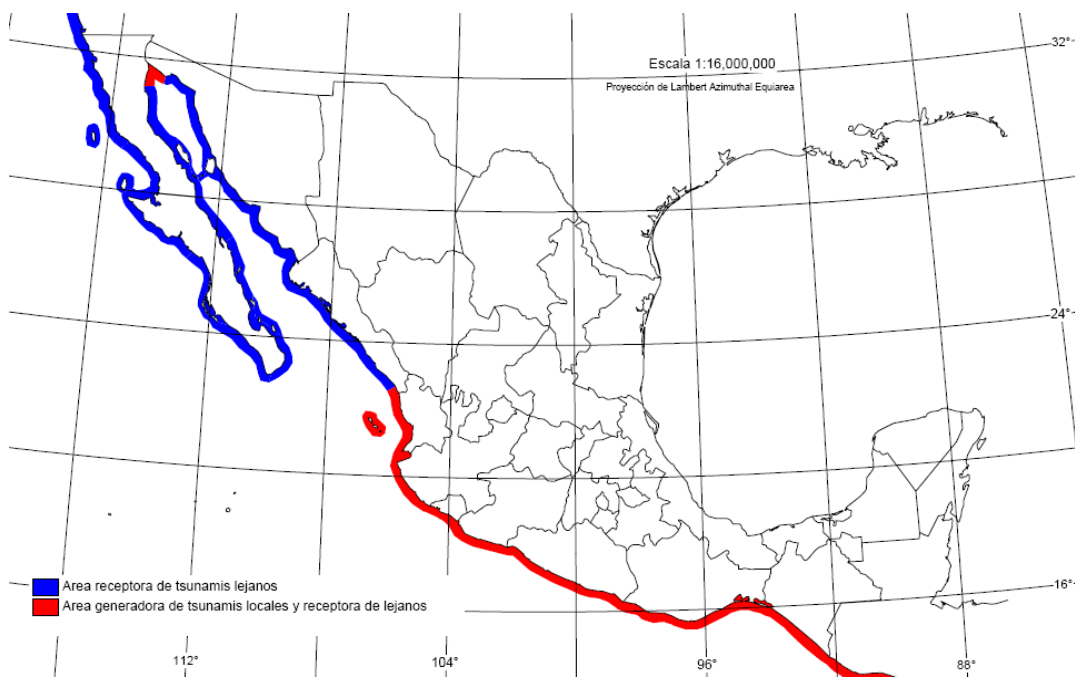 32°
Escala 1:16,000,000
Proyección de Lambert Azimuthal Equiarea
24°
16°
Area receptora de tsunamis lejanos
Area generadora de tsunamis locales y receptora de lejanos
112°
104°
96°
88°